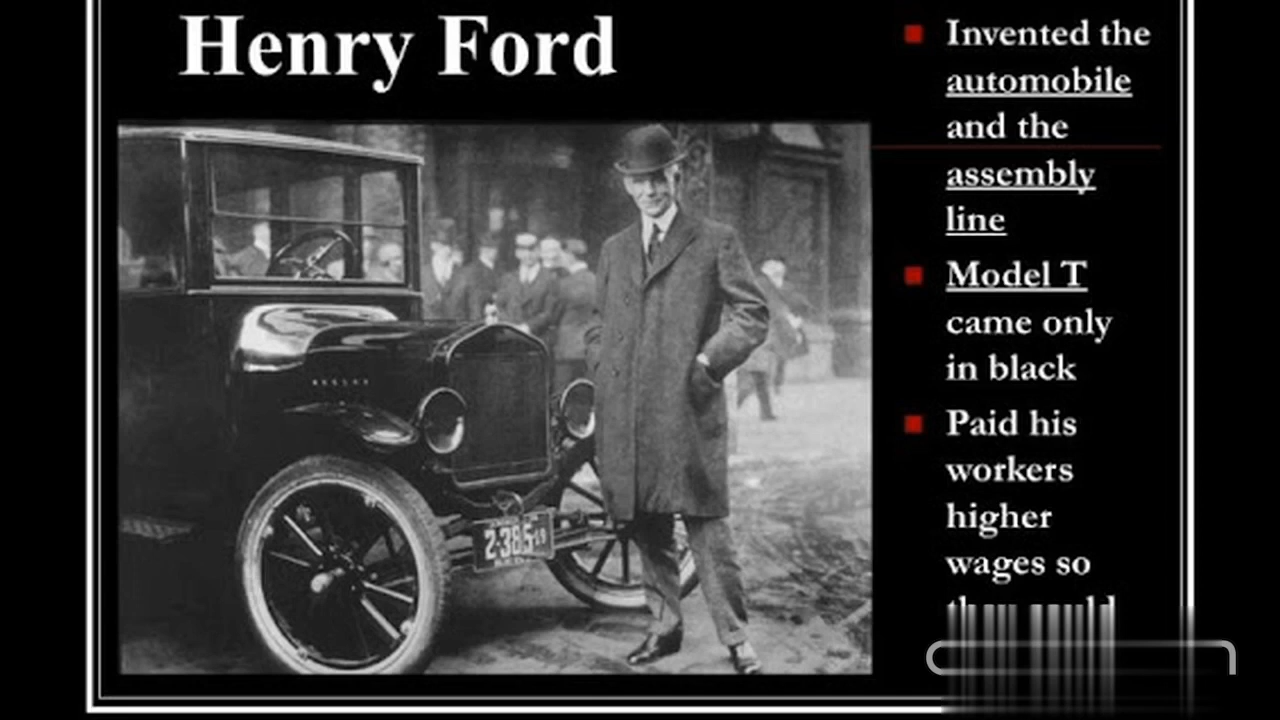 Henry Ford
Invented the
automobile
and the
assembly
line
Model T
came only
in black
Paid his
workers
higher
wages so